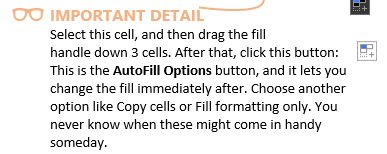 IMPORTANT DETAIL
Select this cell, and then drag the fill
handle down 3 cells. After that, click this button:
This is the AutoFill Options button, and it lets you
change the fill immediately after. Choose another
option like Copy cells or Fill formatting only. You
never know when these might come in handy
someday.